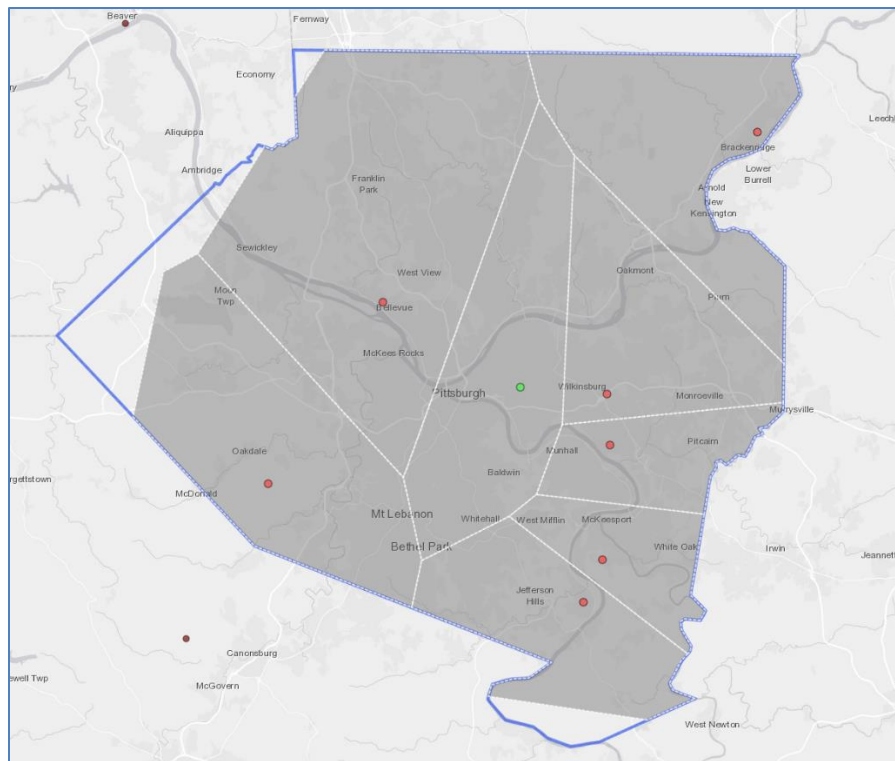 Beaver
Fernway
Economy
Aliquippa
Leech
Brackenridge
Ambridge
Lower
Burrell
Franklin
Park
Arnold
New
Kensington
Sewickley
West View
Oakmont
Moon
Twp
Plum
Bellevue
McKees Rocks
Pittsburgh
Wilkinsburg
Monroeville
Murrysville
Pitcairn
Oakdale
Munhall
Baldwin
rgettstown
McDonald
Mt Lebanon
Whitehall
West Mifflin
McKeesport
Bethel Park
White Oak
Irwin
Jeannett
Jefferson
Hills
Canonsburg
ewell Twp
McGovern
West Newton